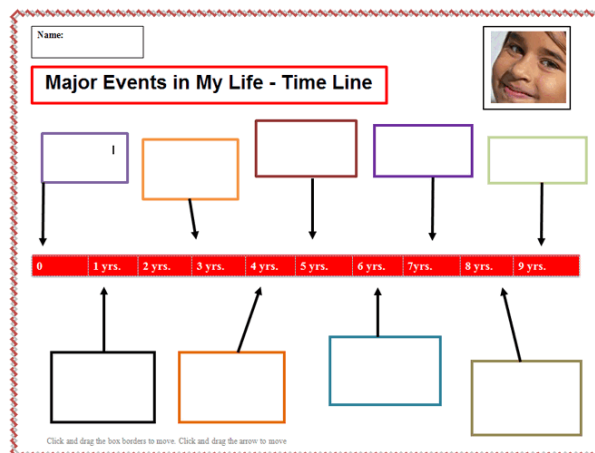 Name:
Major Events in My Life - Time Line
0 1 yrs. 2 yrs. 3 yrs. 4 yrs. 5 yrs. 6 yrs. 7yrs. 8 yrs. 9 yrs.
Click and drag the box borders to move. Click and drag the arrow to move